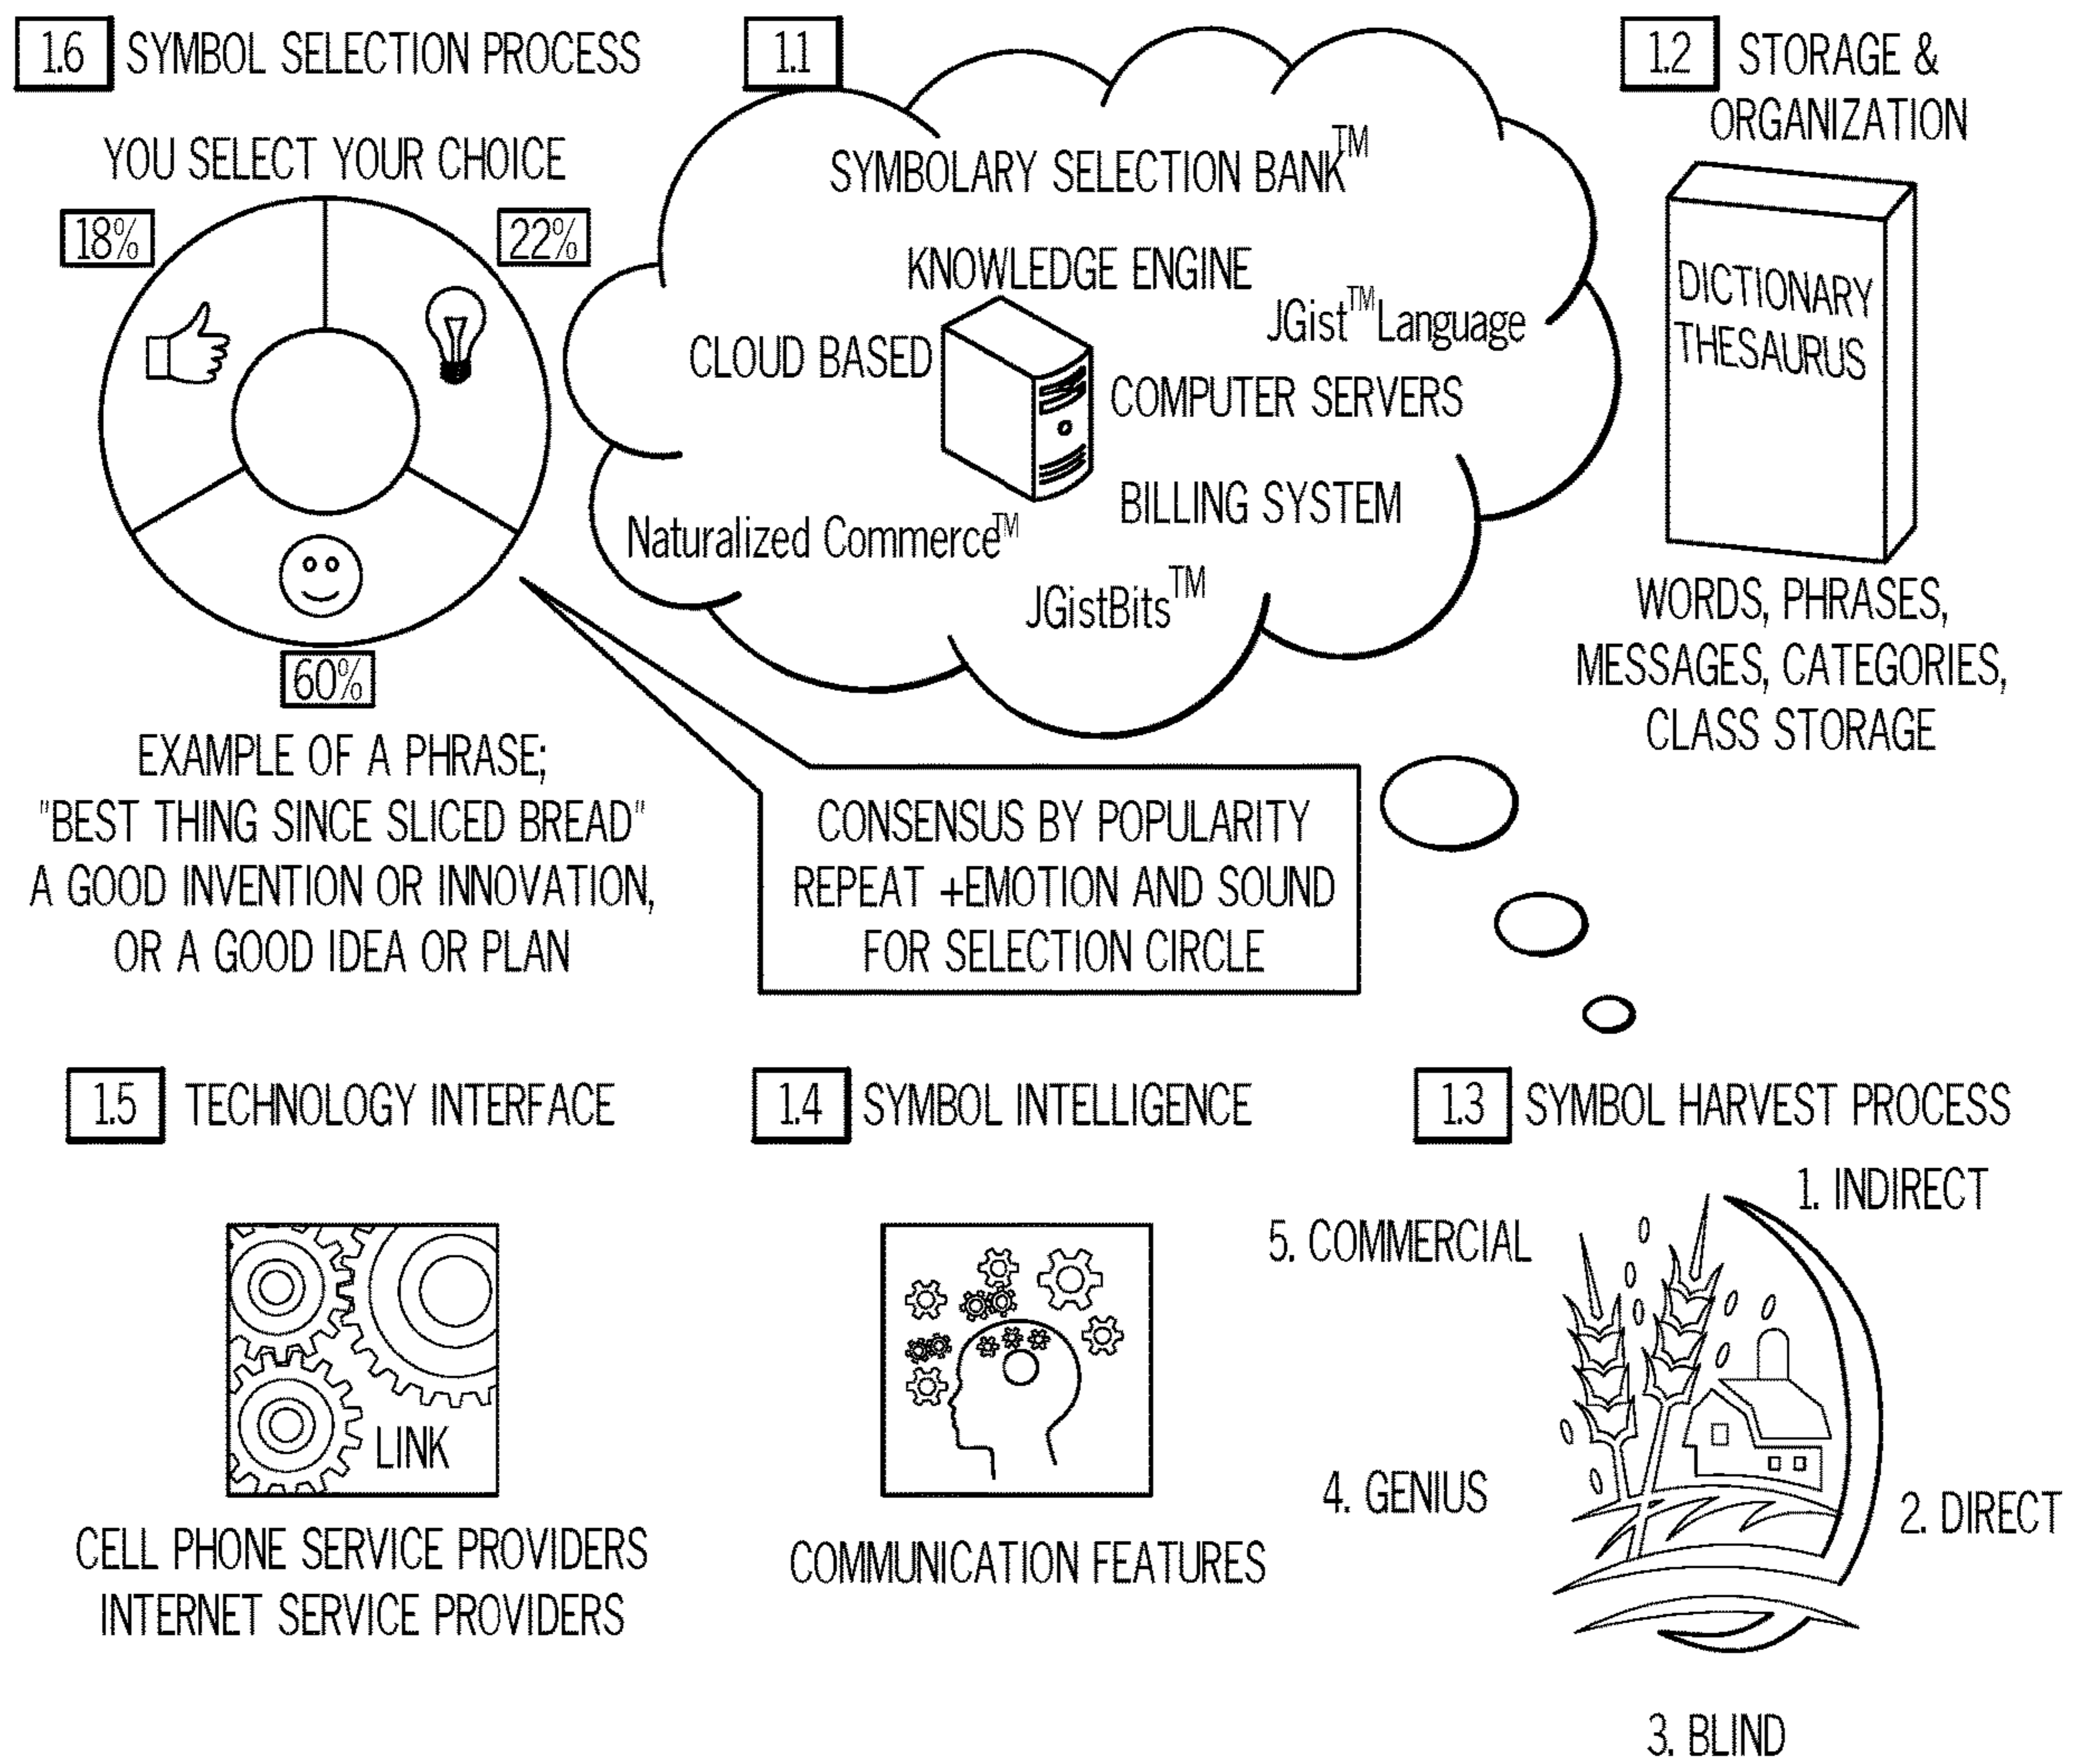 1.6 SYMBOL SELECTION PROCESS
YOU SELECT YOUR CHOICE
18%
22%
60%
EXAMPLE OF A PHRASE;
"BEST THING SINCE SLICED BREAD"
A GOOD INVENTION OR INNOVATION,
OR A GOOD IDEA OR PLAN
1.1
SYMBOLARY SELECTION BANK™
KNOWLEDGE ENGINE
JGist™Language
CLOUD BASED
COMPUTER SERVERS
BILLING SYSTEM
Naturalized Commerce™
JGistBits™
CONSENSUS BY POPULARITY
REPEAT +EMOTION AND SOUND
FOR SELECTION CIRCLE
1.2 STORAGE &
ORGANIZATION
DICTIONARY
THESAURUS
WORDS, PHRASES,
MESSAGES, CATEGORIES,
CLASS STORAGE
1.5 TECHNOLOGY INTERFACE
LINK
CELL PHONE SERVICE PROVIDERS
INTERNET SERVICE PROVIDERS
1.4 SYMBOL INTELLIGENCE
COMMUNICATION FEATURES
1.3 SYMBOL HARVEST PROCESS
1. INDIRECT
5. COMMERCIAL
4. GENIUS
2. DIRECT
3. BLIND